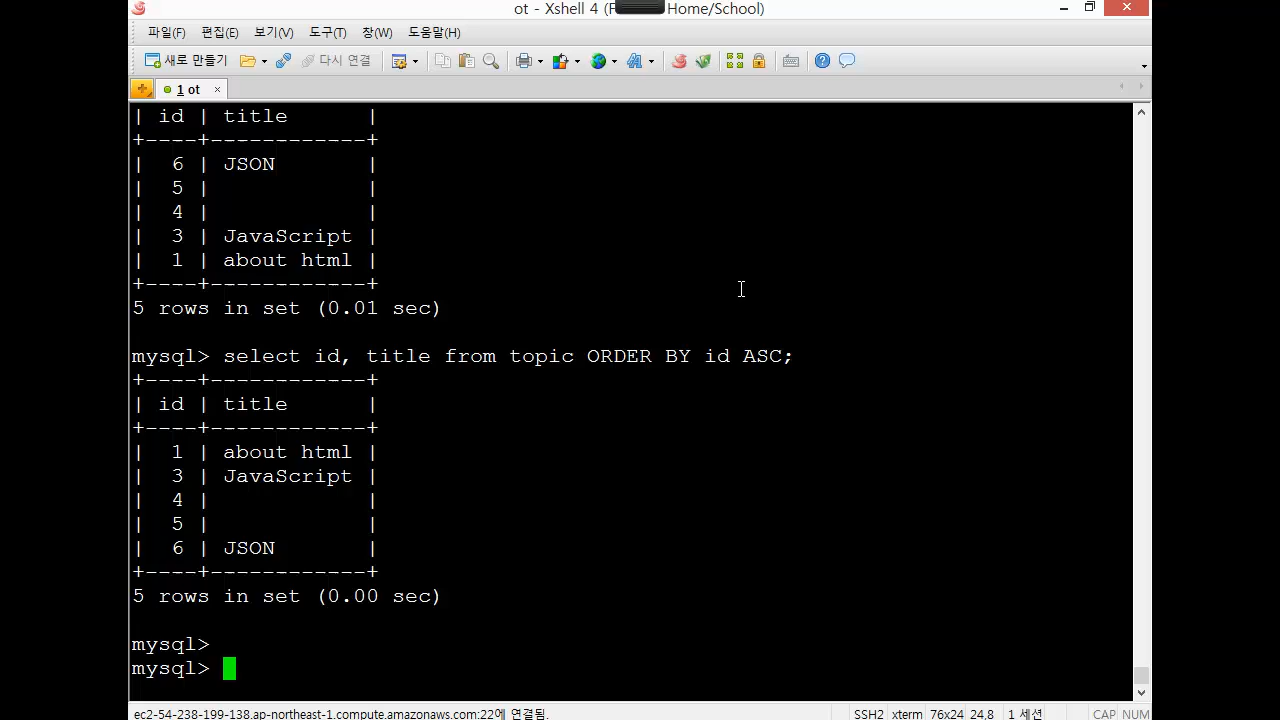 ot - Xshell 4 (F Home/School)
파일(F) 편집(E) 보기(V) 도구(T) 창(W) 도움말(H)
새로 만들기 다시 연결
1 ot ×
| id | title      |
+----+------------+
|  6 | JSON       |
|  5 |            |
|  4 |            |
|  3 | JavaScript |
|  1 | about html |
+----+------------+
5 rows in set (0.01 sec)
mysql> select id, title from topic ORDER BY id ASC;
+----+------------+
| id | title      |
+----+------------+
|  1 | about html |
|  3 | JavaScript |
|  4 |            |
|  5 |            |
|  6 | JSON       |
+----+------------+
5 rows in set (0.00 sec)
mysql>
mysql>
ec2-54-238-199-138.ap-northeast-1.compute.amazonaws.com:22에 연결됨. SSH2 xterm 76x24 24,8 1 세션 CAP NUM